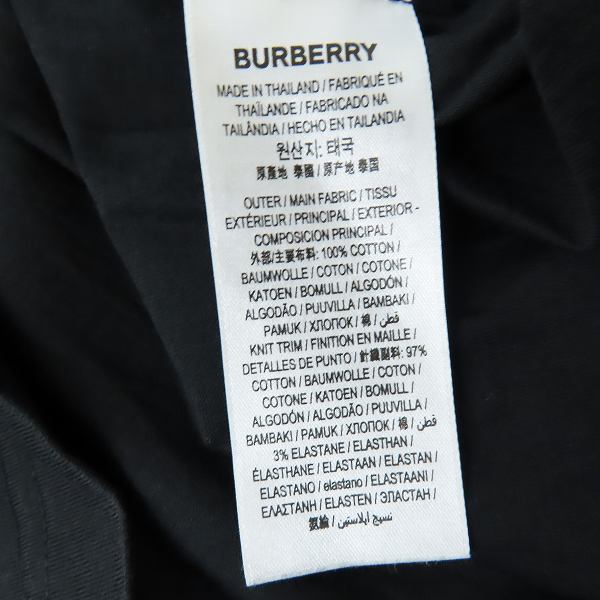 BURBERRY
MADE IN THAILAND / FABRIQUÉ EN
THAÏLANDE / FABRICADO NA
TAILÂNDIA / HECHO EN TAILANDIA
원산지: 태국
原產地 泰國 / 原产地 泰国
OUTER / MAIN FABRIC / TISSU
EXTÉRIEUR / PRINCIPAL / EXTERIOR -
COMPOSICION PRINCIPAL /
外部/主要布料: 100% COTTON /
BAUMWOLLE / COTON / COTONE /
KATOEN / BOMULL / ALGODÓN /
ALGODÃO / PUUVILLA / BAMBAKI /
PAMUK / ХЛОПОК / 棉 / قطن /
KNIT TRIM / FINITION EN MAILLE /
DETALLES DE PUNTO / 針織副料: 97%
COTTON / BAUMWOLLE / COTON /
COTONE / KATOEN / BOMULL /
ALGODÓN / ALGODÃO / PUUVILLA /
BAMBAKI / PAMUK / ХЛОПОК / 棉 / قطن /
3% ELASTANE / ELASTHAN /
ÉLASTHANE / ELASTAAN / ELASTAN /
ELASTANO / elastano / ELASTAANI /
ΕΛΑΣΤΑΝΗ / ELASTEN / ЭЛАСТАН /
氨綸 / نسيج ايلاستين